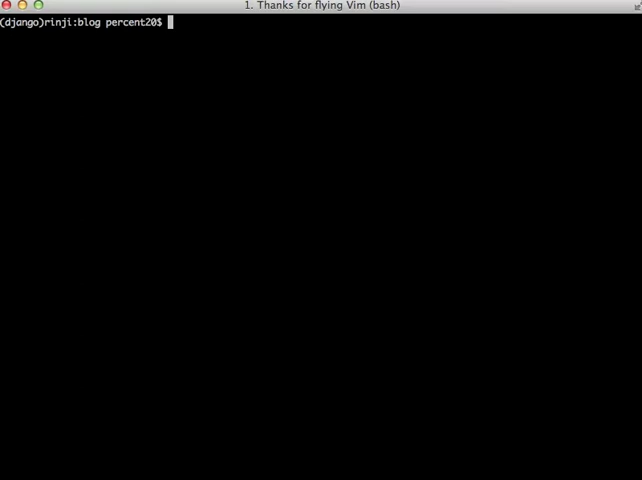 1. Thanks for flying Vim (bash)
(django)rinji:blog percent20$